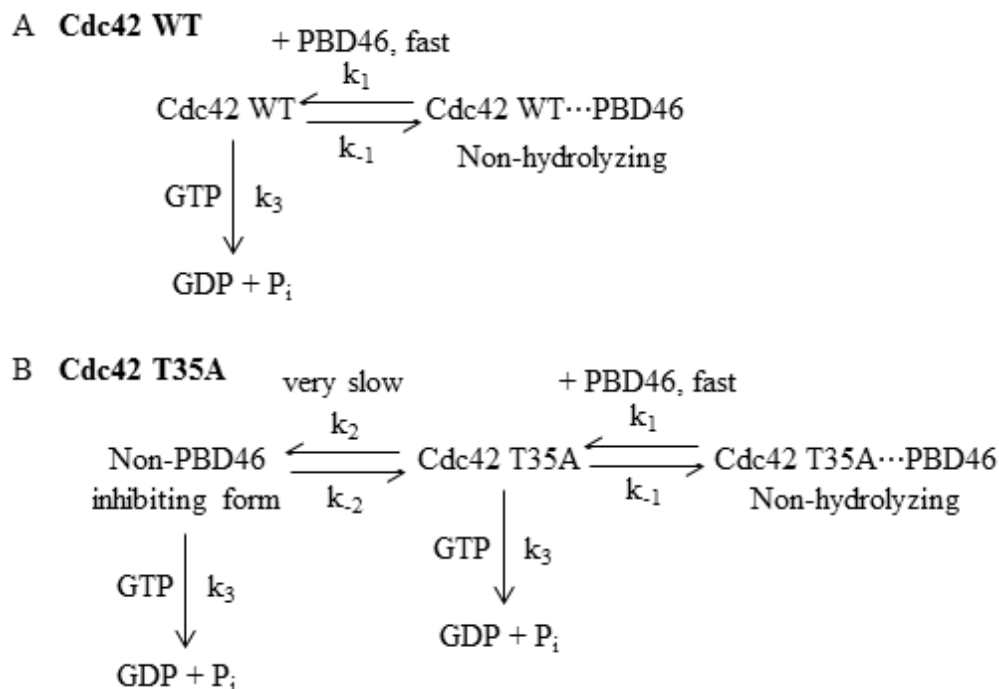 A Cdc42 WT
+ PBD46, fast
k₁
Cdc42 WT Cdc42 WT···PBD46
k₋₁
Non-hydrolyzing
GTP k₃
GDP + Pᵢ
B Cdc42 T35A
very slow + PBD46, fast
k₂ k₁
Non-PBD46 Cdc42 T35A Cdc42 T35A···PBD46
inhibiting form k₋₂ k₋₁ Non-hydrolyzing
GTP k₃ GTP k₃
GDP + Pᵢ
GDP + Pᵢ